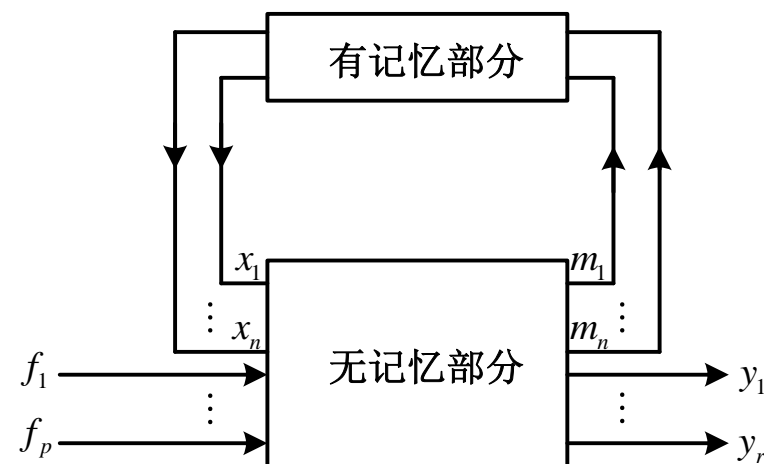 有记忆部分
x₁ m₁
⋮ ⋮
xₙ mₙ
无记忆部分
f₁ y₁
⋮ ⋮
fₚ yᵣ